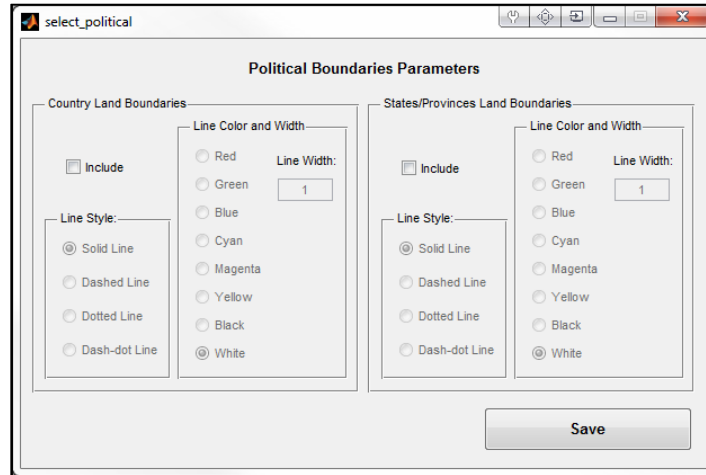 select_political
Political Boundaries Parameters
Country Land Boundaries
Include
Line Style:
Solid Line
Dashed Line
Dotted Line
Dash-dot Line
Line Color and Width
Red
Green
Blue
Cyan
Magenta
Yellow
Black
White
Line Width:
1
States/Provinces Land Boundaries
Include
Line Style:
Solid Line
Dashed Line
Dotted Line
Dash-dot Line
Line Color and Width
Red
Green
Blue
Cyan
Magenta
Yellow
Black
White
Line Width:
1
Save